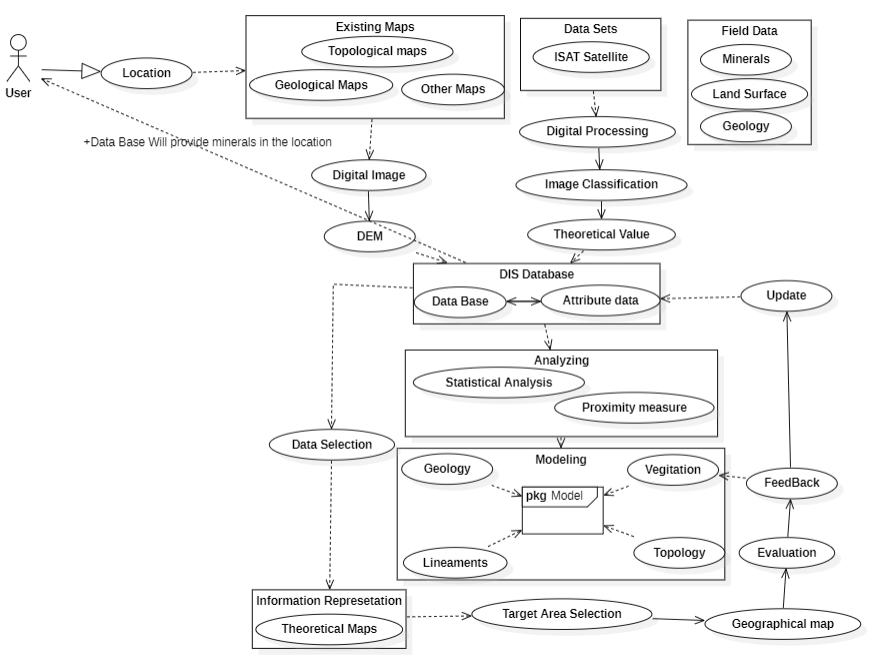 Existing Maps
Data Sets
Field Data
Topological maps
ISAT Satellite
Minerals
User
Location
Geological Maps
Other Maps
Land Surface
Geology
+Data Base Will provide minerals in the location
Digital Processing
Digital Image
Image Classification
DEM
Theoretical Value
DIS Database
Data Base
Attribute data
Update
Analyzing
Statistical Analysis
Proximity measure
Data Selection
Modeling
Geology
Vegitation
FeedBack
pkg Model
Lineaments
Topology
Evaluation
Information Represetation
Theoretical Maps
Target Area Selection
Geographical map